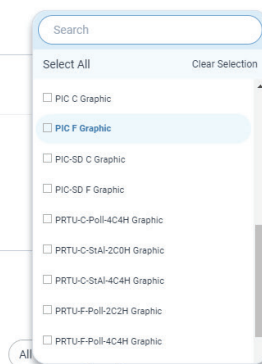 Search
Select All Clear Selection
PIC C Graphic
PIC F Graphic
PIC-SD C Graphic
PIC-SD F Graphic
PRTU-C-Poll-4C4H Graphic
PRTU-C-StAl-2C0H Graphic
PRTU-C-StAl-4C4H Graphic
PRTU-F-Poll-2C2H Graphic
PRTU-F-Poll-4C4H Graphic
All